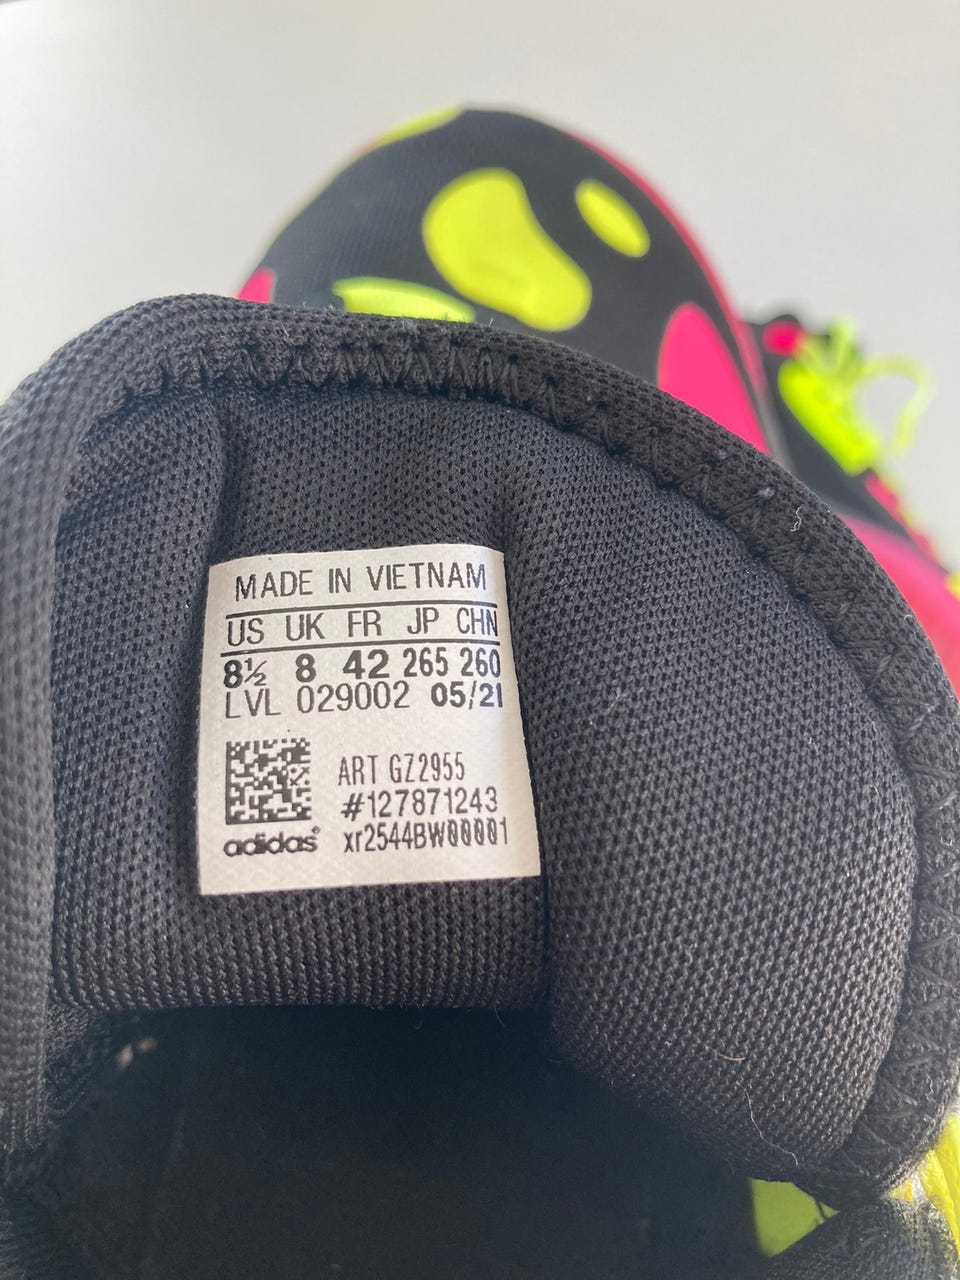 MADE IN VIETNAM
US UK FR JP CHN
8½ 8 42 265 260
LVL 029002 05/21
ART GZ2955
#127871243
adidas® xr2544BW00001